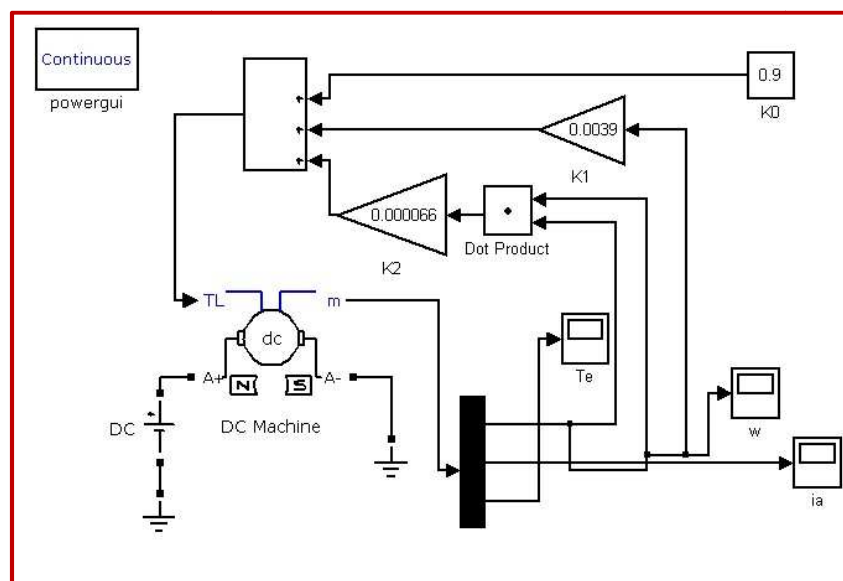 Continuous
powergui
0.9
K0
0.0039
K1
0.000066
K2
Dot Product
TL
m
dc
A+
N
S
A-
DC
DC Machine
Te
w
ia